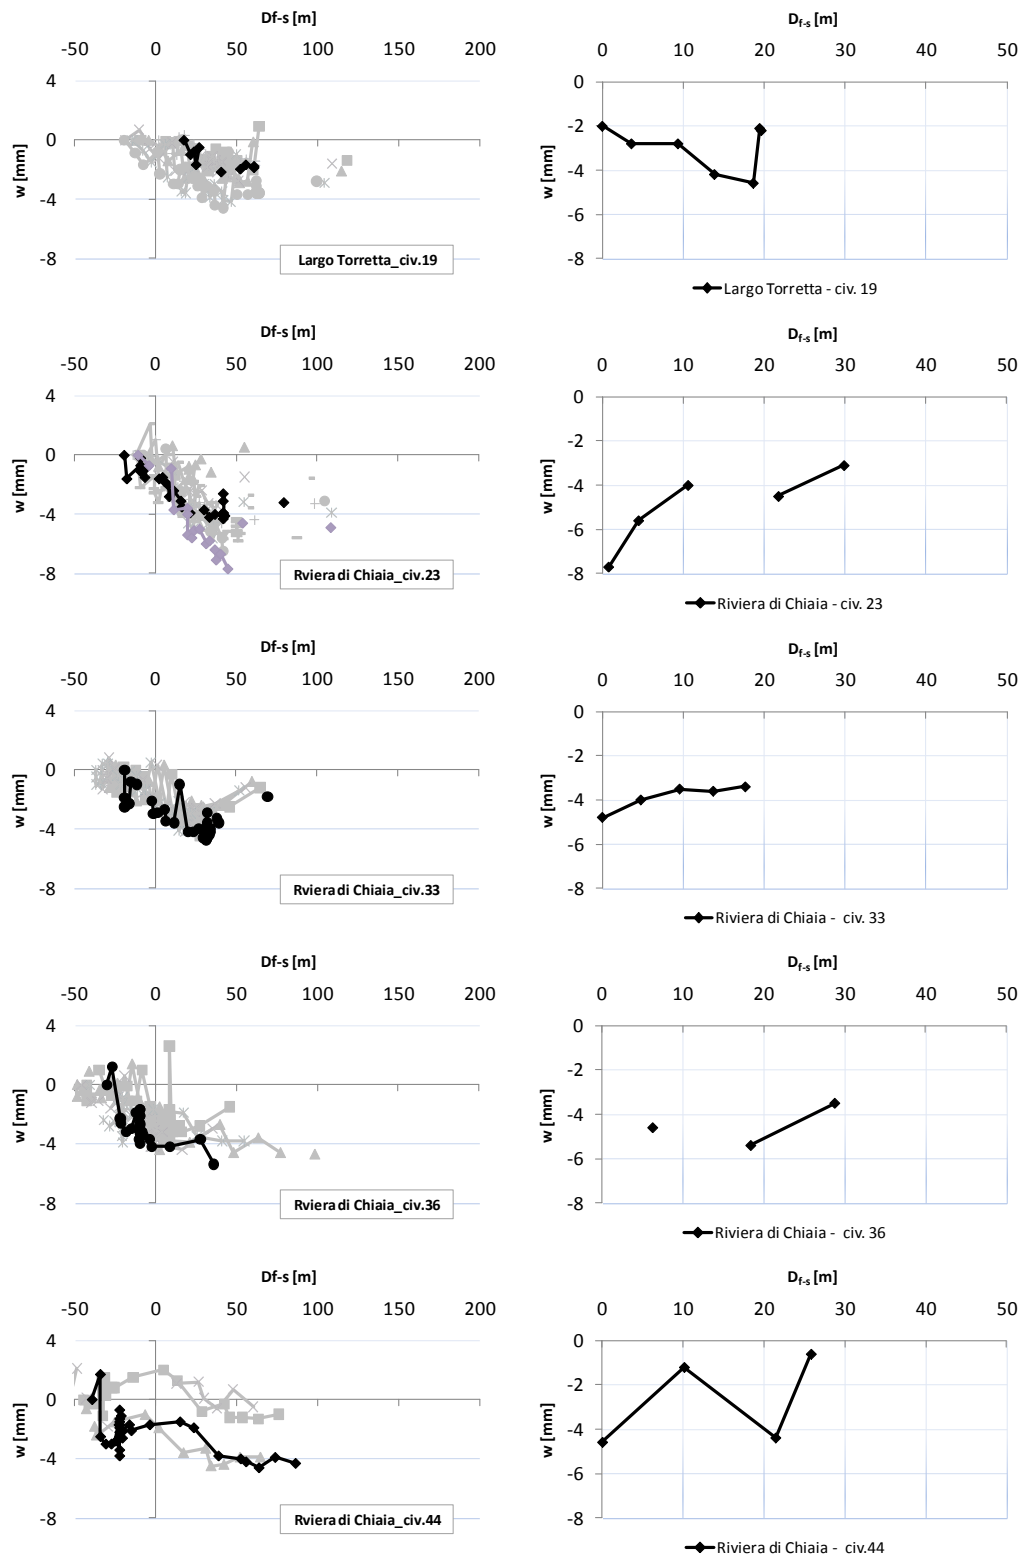 Df-s [m]
-50 0 50 100 150 200
4
0
-4
-8
w [mm]
Largo Torretta_civ.19
Df-s [m]
0 10 20 30 40 50
-0
-2
-4
-6
-8
w [mm]
Largo Torretta - civ. 19
Df-s [m]
-50 0 50 100 150 200
4
0
-4
-8
w [mm]
Rviera di Chiaia_civ.23
Df-s [m]
0 10 20 30 40 50
0
-2
-4
-6
-8
w [mm]
Riviera di Chiaia - civ. 23
Df-s [m]
-50 0 50 100 150 200
4
0
-4
-8
w [mm]
Rviera di Chiaia_civ.33
Df-s [m]
0 10 20 30 40 50
0
-2
-4
-6
-8
w [mm]
Riviera di Chiaia - civ. 33
Df-s [m]
-50 0 50 100 150 200
4
0
-4
-8
w [mm]
Rviera di Chiaia_civ.36
Df-s [m]
0 10 20 30 40 50
0
-2
-4
-6
-8
w [mm]
Riviera di Chiaia - civ. 36
Df-s [m]
-50 0 50 100 150 200
4
0
-4
-8
w [mm]
Rviera di Chiaia_civ.44
Df-s [m]
0 10 20 30 40 50
0
-2
-4
-6
-8
w [mm]
Riviera di Chiaia - civ.44